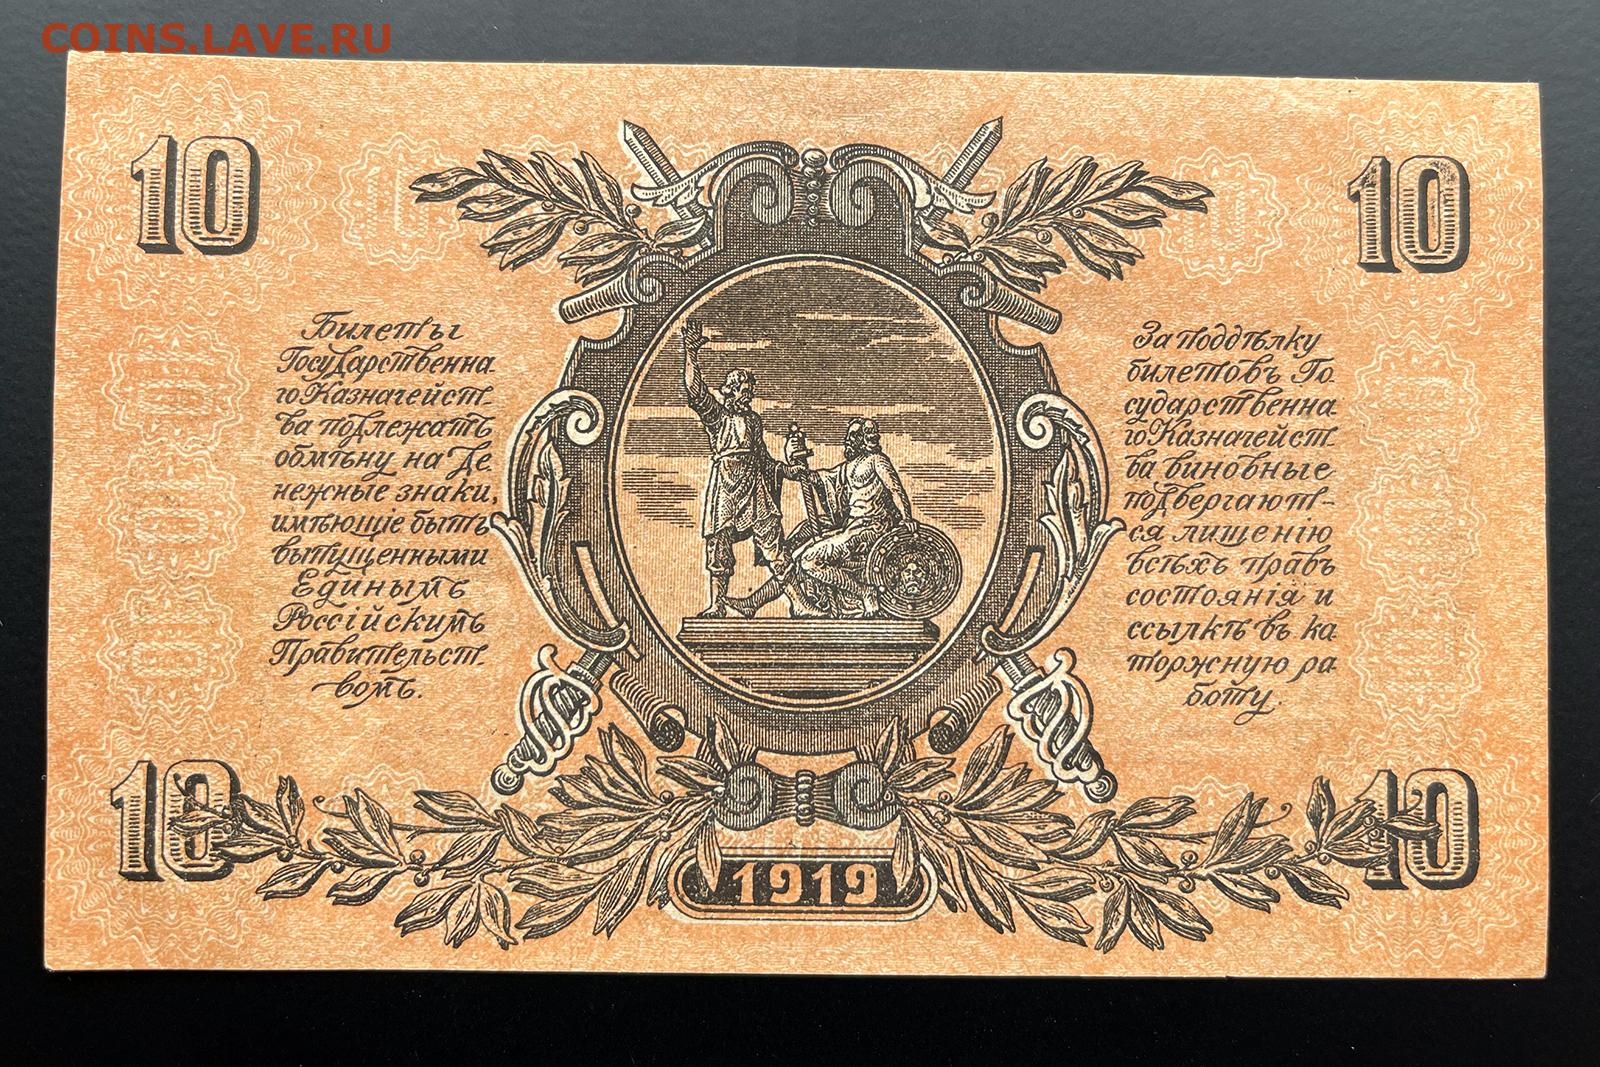 COINS.LAVE.RU
10
10
Билеты
Государственна
го Казначейст-
ва подлежатъ
обмѣну на де-
нежные знаки,
имѣющіе быть
выпущенными
Единымъ
Россійскимъ
Правительст-
вомъ.
За поддѣлку
билетовъ Го-
сударственна-
го Казначейст-
ва виновные
подвергают-
ся лишенію
всѣхъ правъ
состоянія и
ссылкѣ въ ка-
торжную ра-
боту.
10
10
1919